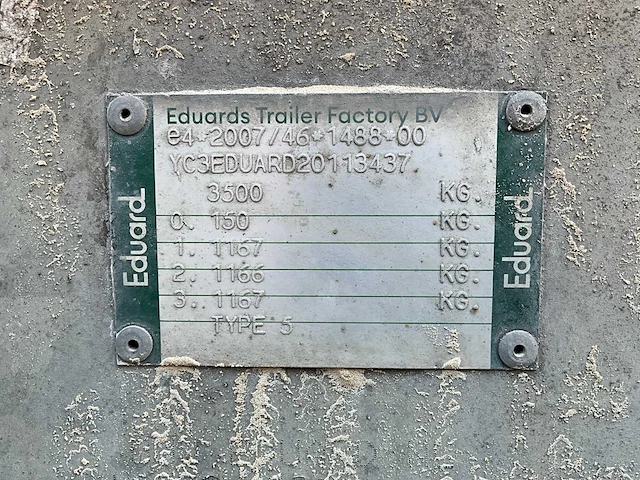 Eduards Trailer Factory BV
e4*2007/46*1488*00
YC3EDUARD20113437
3500 KG.
0. 150 KG.
1. 1167 KG.
2. 1166 KG.
3. 1167 KG.
TYPE 5
Eduard
Eduard